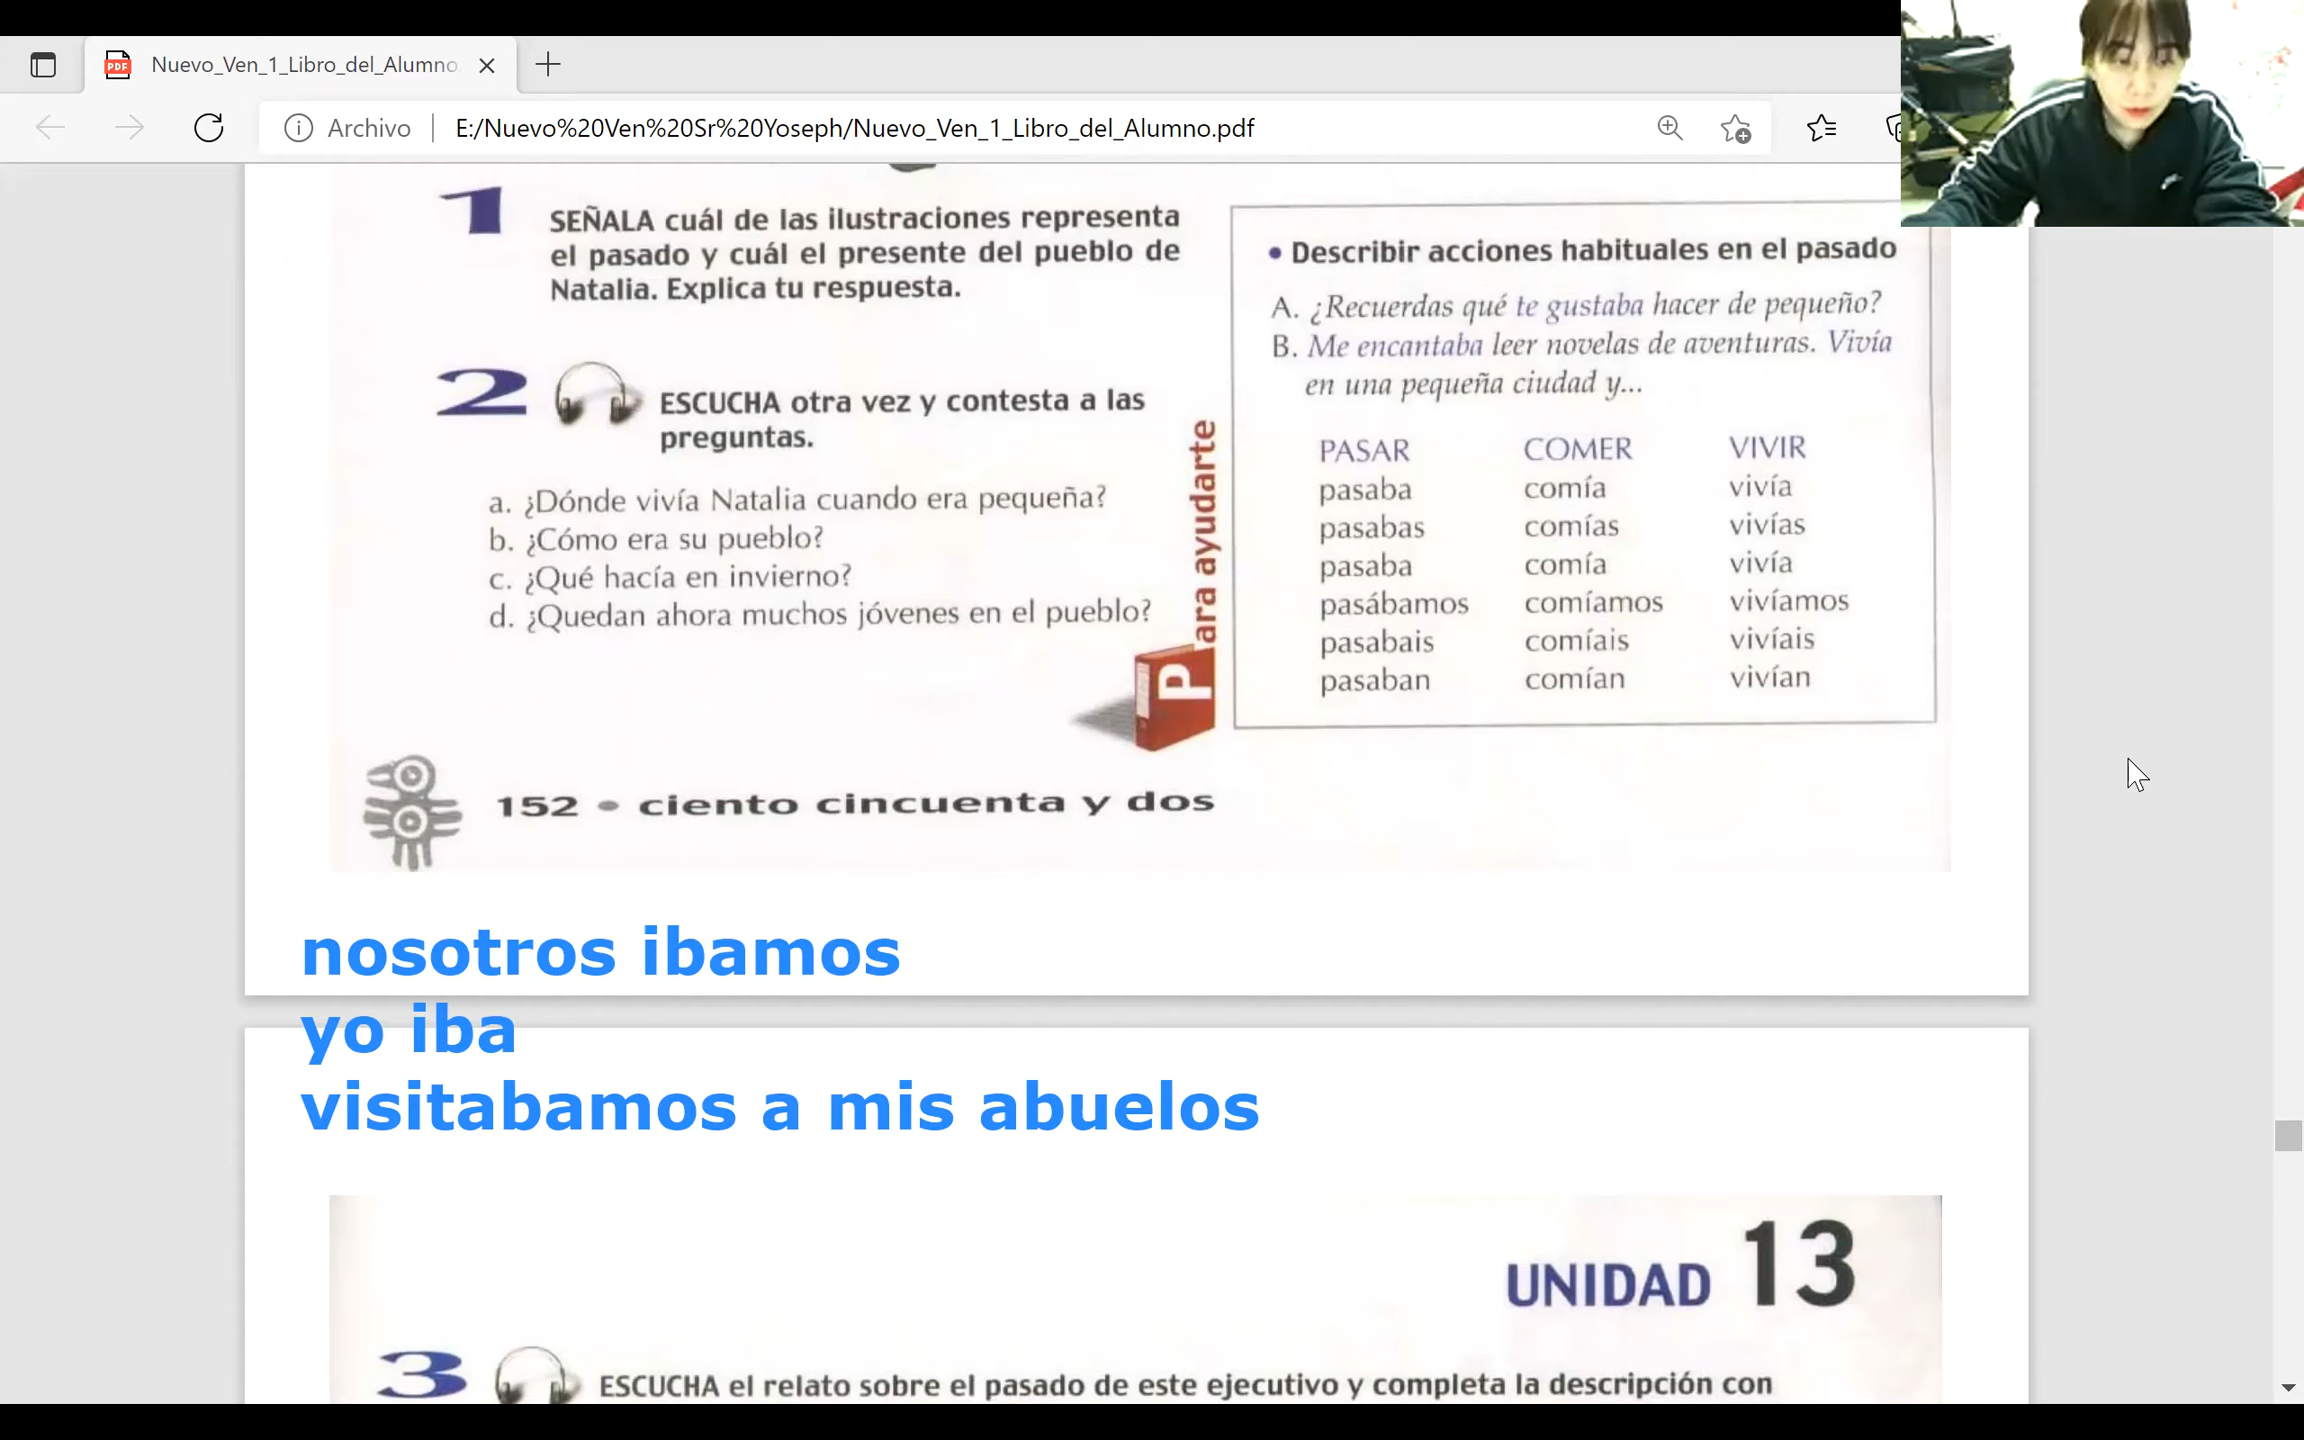 Nuevo_Ven_1_Libro_del_Alumno.
PDF
Archivo
E:/Nuevo%20Ven%20Sr%20Yoseph/Nuevo_Ven_1_Libro_del_Alumno.pdf
1
SEÑALA cuál de las ilustraciones representa
el pasado y cuál el presente del pueblo de
Natalia. Explica tu respuesta.
2
ESCUCHA otra vez y contesta a las
preguntas.
a. ¿Dónde vivía Natalia cuando era pequeña?
b. ¿Cómo era su pueblo?
c. ¿Qué hacía en invierno?
d. ¿Quedan ahora muchos jóvenes en el pueblo?
Para ayudarte
• Describir acciones habituales en el pasado
A. ¿Recuerdas qué te gustaba hacer de pequeño?
B. Me encantaba leer novelas de aventuras. Vivía
en una pequeña ciudad y...
PASAR COMER VIVIR
pasaba comía vivía
pasabas comías vivías
pasaba comía vivía
pasábamos comíamos vivíamos
pasabais comíais vivíais
pasaban comían vivían
152 • ciento cincuenta y dos
nosotros ibamos
yo iba
visitabamos a mis abuelos
UNIDAD 13
3
ESCUCHA el relato sobre el pasado de este ejecutivo y completa la descripción con